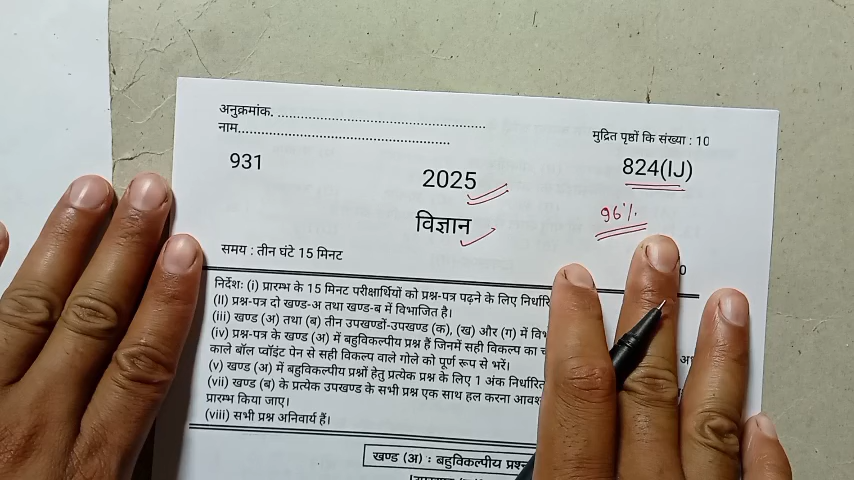 अनुक्रमांक. ................................................
नाम.................................................
मुद्रित पृष्ठों कि संख्या : 10
931
824(IJ)
2025
96%
विज्ञान
समय : तीन घंटे 15 मिनट
0
निर्देशः (i) प्रारम्भ के 15 मिनट परीक्षार्थियों को प्रश्न-पत्र पढ़ने के लिए
(II) प्रश्न-पत्र दो खण्ड-अ तथा खण्ड-ब में विभाजित है।
(iii) खण्ड (अ) तथा (ब) तीन उपखण्डों-उपखण्ड (क), (ख) और (ग) में
(iv) प्रश्न-पत्र के खण्ड (अ) में बहुविकल्पीय प्रश्न हैं जिनमें सही विकल्प का
काले बॉल प्वॉइंट पेन से सही विकल्प वाले गोले को पूर्ण रूप से भरें।
(v) खण्ड (अ) में बहुविकल्पीय प्रश्नों हेतु प्रत्येक प्रश्न के लिए 1 अंक
(vii) खण्ड (ब) के प्रत्येक उपखण्ड के सभी प्रश्न एक साथ हल करना
प्रारम्भ किया जाए।
(viii) सभी प्रश्न अनिवार्य हैं।
खण्ड (अ) : बहुविकल्पीय